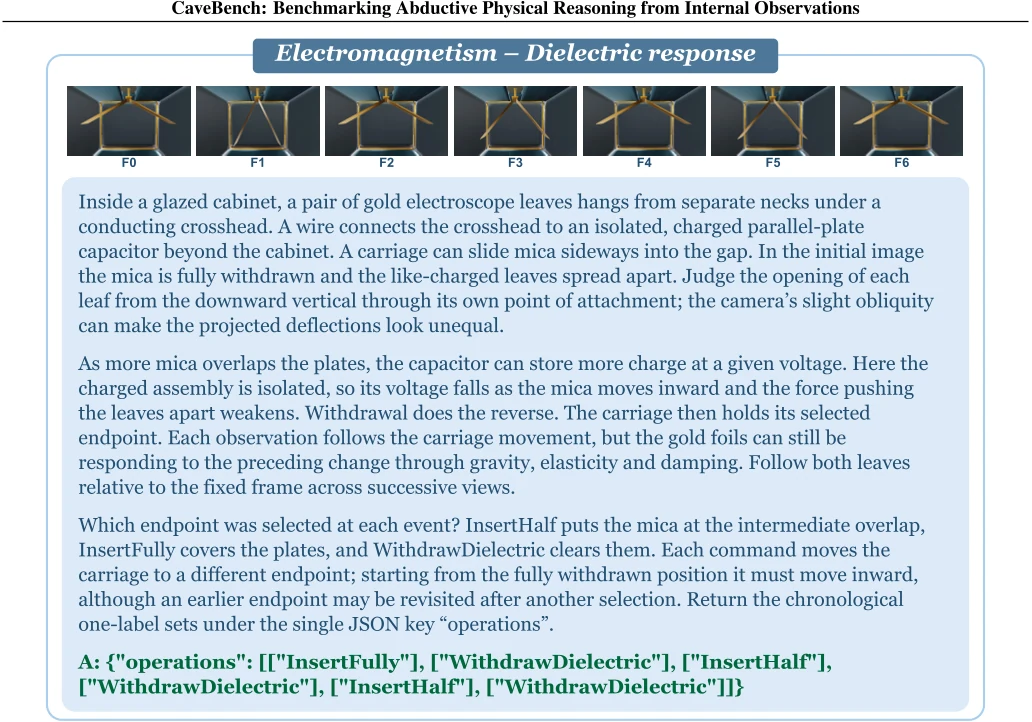 CaveBench: Benchmarking Abductive Physical Reasoning from Internal Observations
Electromagnetism – Dielectric response
F0 F1 F2 F3 F4 F5 F6
Inside a glazed cabinet, a pair of gold electroscope leaves hangs from separate necks under a
conducting crosshead. A wire connects the crosshead to an isolated, charged parallel-plate
capacitor beyond the cabinet. A carriage can slide mica sideways into the gap. In the initial image
the mica is fully withdrawn and the like-charged leaves spread apart. Judge the opening of each
leaf from the downward vertical through its own point of attachment; the camera’s slight obliquity
can make the projected deflections look unequal.
As more mica overlaps the plates, the capacitor can store more charge at a given voltage. Here the
charged assembly is isolated, so its voltage falls as the mica moves inward and the force pushing
the leaves apart weakens. Withdrawal does the reverse. The carriage then holds its selected
endpoint. Each observation follows the carriage movement, but the gold foils can still be
responding to the preceding change through gravity, elasticity and damping. Follow both leaves
relative to the fixed frame across successive views.
Which endpoint was selected at each event? InsertHalf puts the mica at the intermediate overlap,
InsertFully covers the plates, and WithdrawDielectric clears them. Each command moves the
carriage to a different endpoint; starting from the fully withdrawn position it must move inward,
although an earlier endpoint may be revisited after another selection. Return the chronological
one-label sets under the single JSON key “operations”.
A: {"operations": [["InsertFully"], ["WithdrawDielectric"], ["InsertHalf"],
["WithdrawDielectric"], ["InsertHalf"], ["WithdrawDielectric"]]}